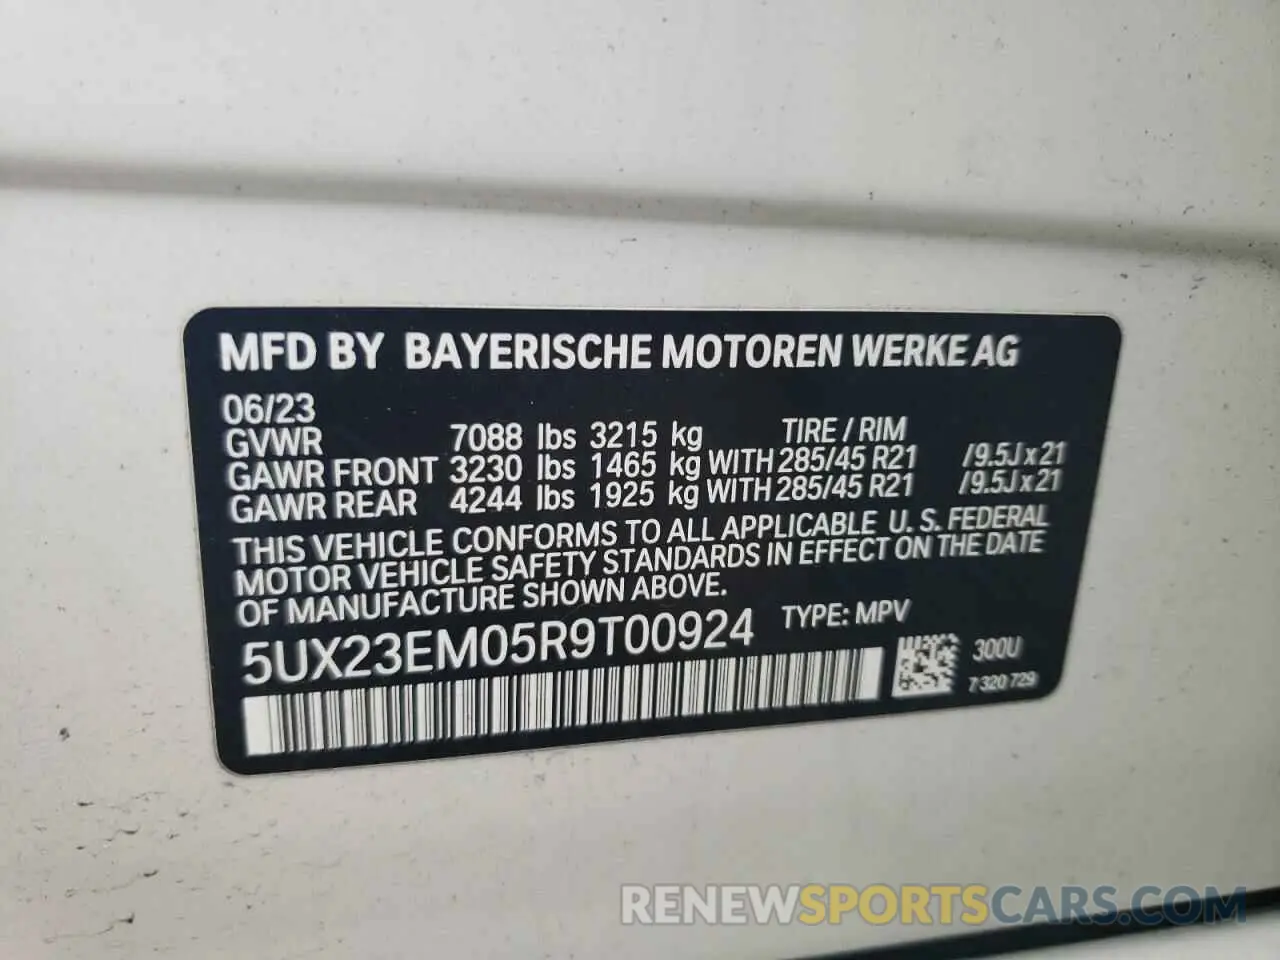 MFD BY BAYERISCHE MOTOREN WERKE AG
06/23
GVWR 7088 lbs 3215 kg TIRE / RIM
GAWR FRONT 3230 lbs 1465 kg WITH 285/45 R21 /9.5J x 21
GAWR REAR 4244 lbs 1925 kg WITH 285/45 R21 /9.5J x 21
THIS VEHICLE CONFORMS TO ALL APPLICABLE U. S. FEDERAL
MOTOR VEHICLE SAFETY STANDARDS IN EFFECT ON THE DATE
OF MANUFACTURE SHOWN ABOVE.
5UX23EM05R9T00924 TYPE: MPV
300U
7 320 729
RENEWSPORTSCARS.COM